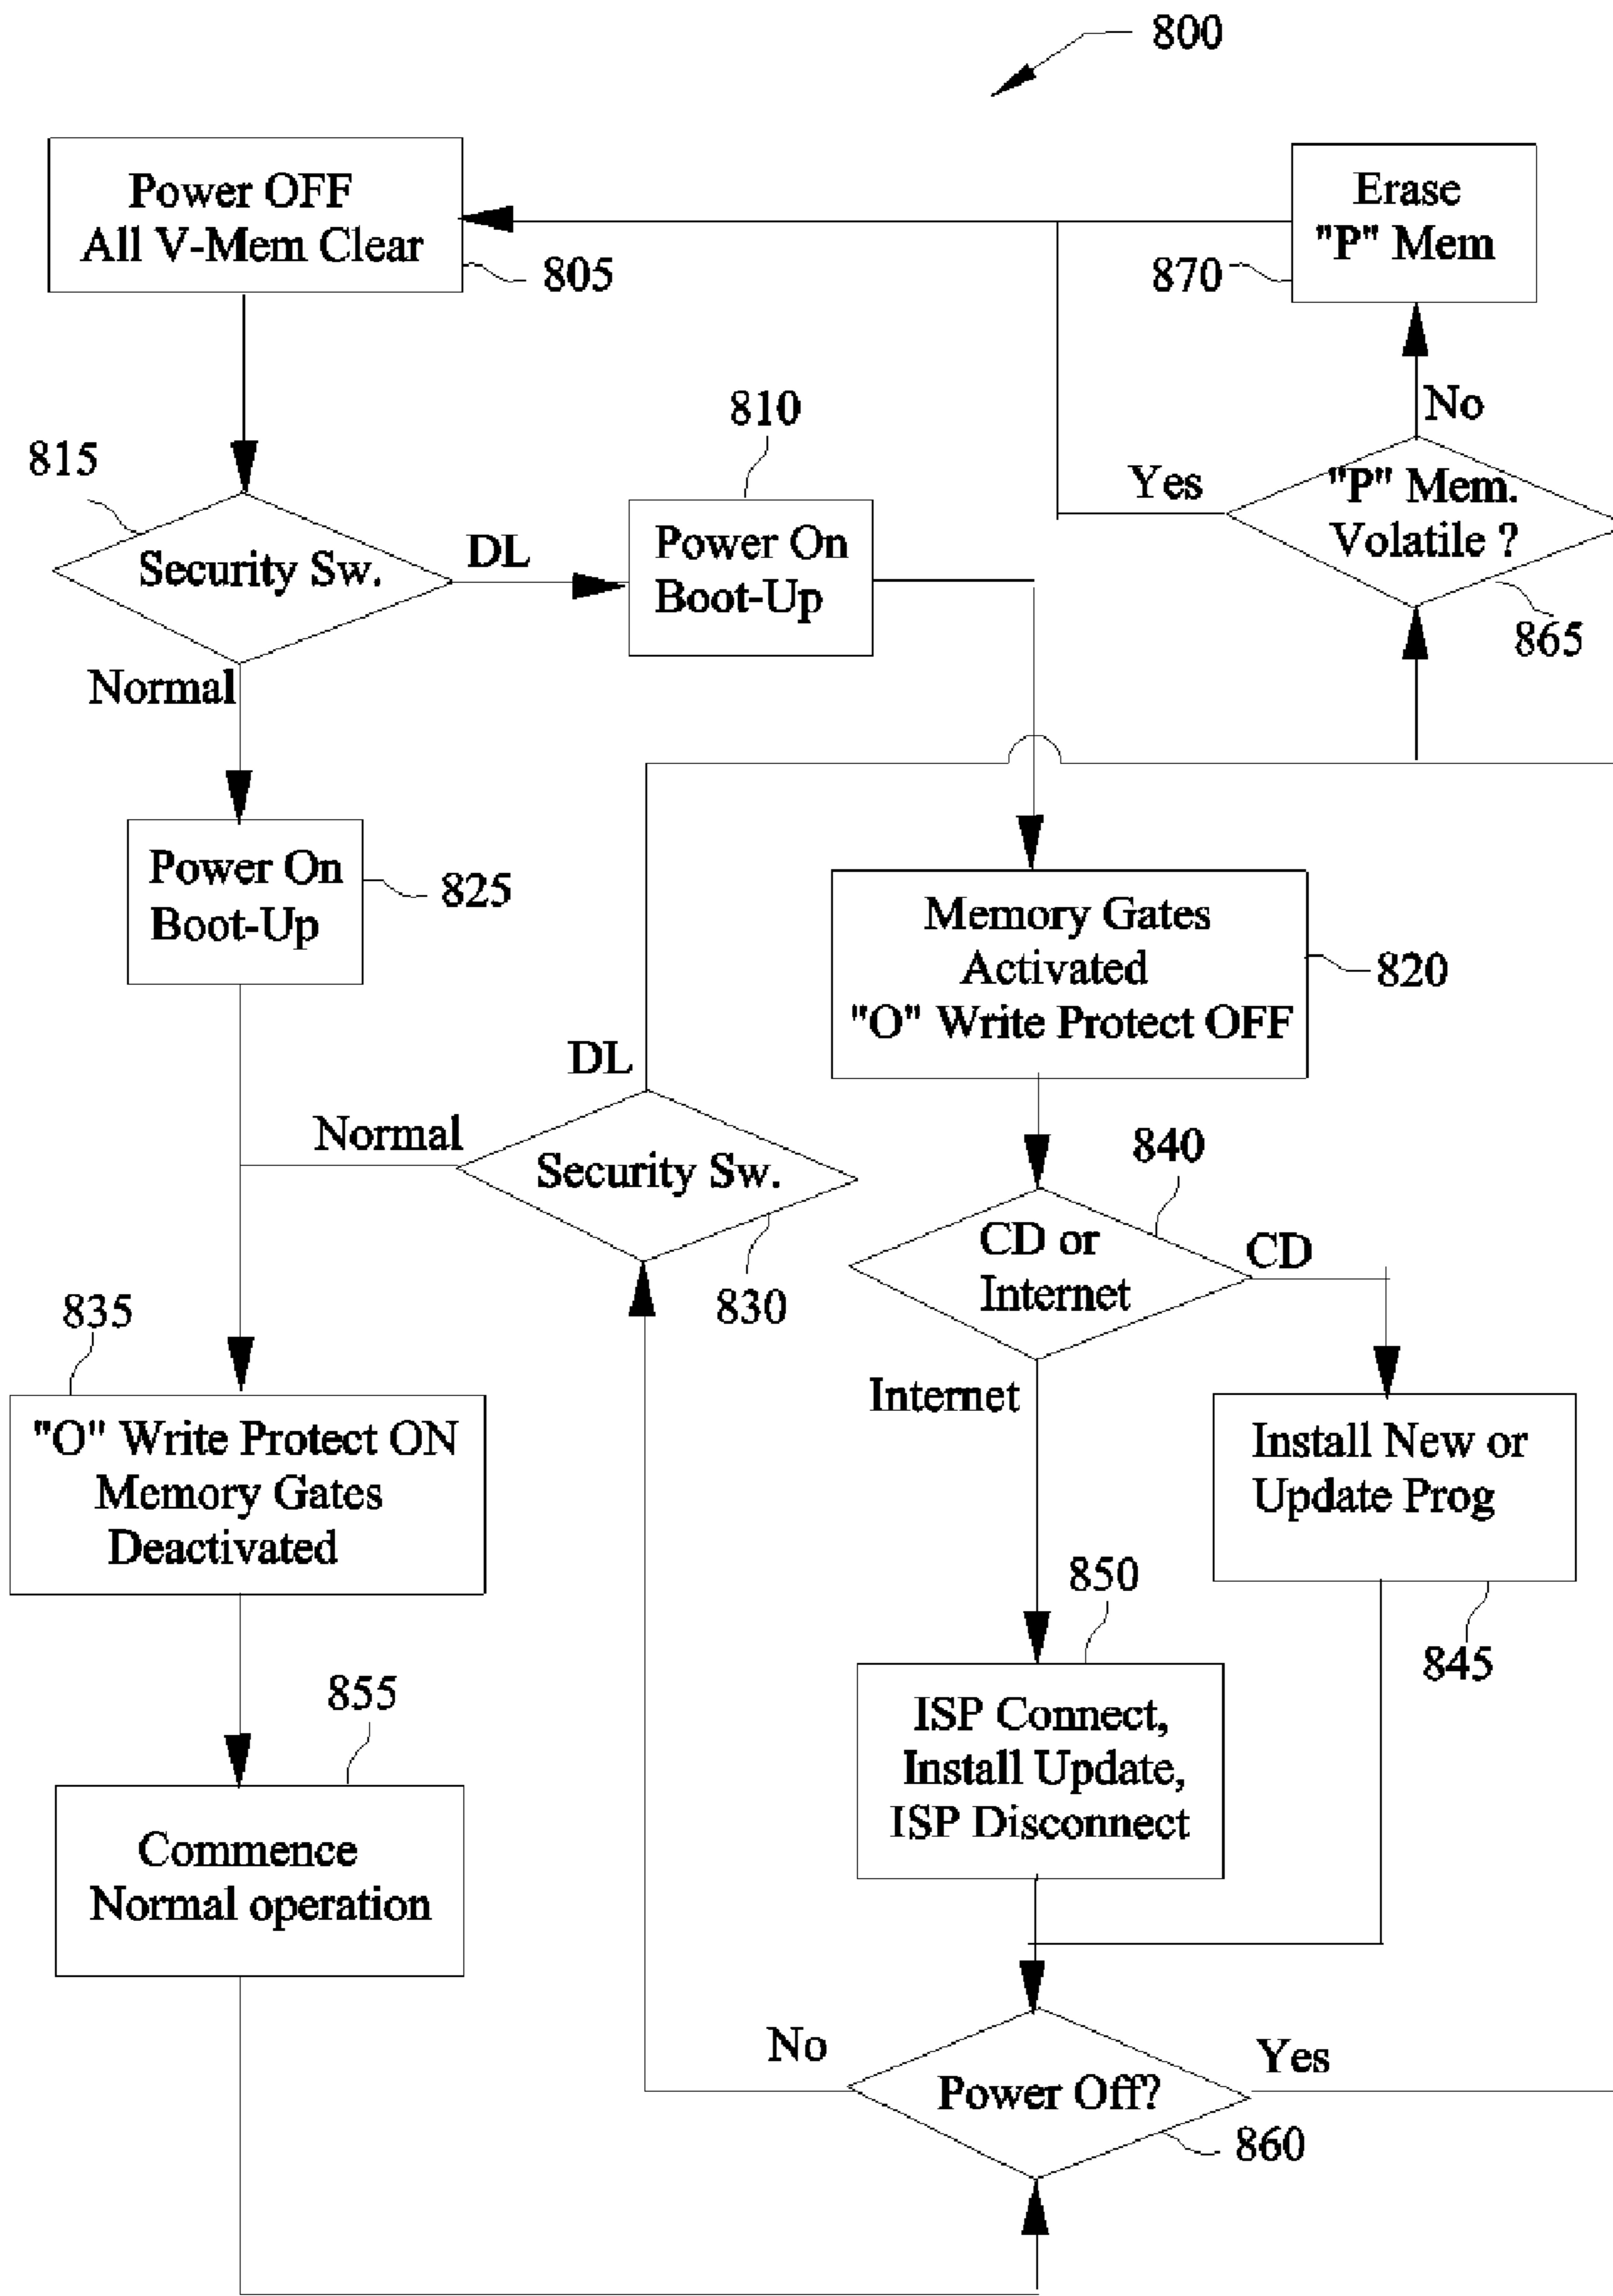 800
Power OFF
All V-Mem Clear
805
Erase
"P" Mem
870
No
810
815
Security Sw.
DL
Power On
Boot-Up
Yes
"P" Mem.
Volatile ?
865
Normal
Power On
Boot-Up
825
Memory Gates
Activated
"O" Write Protect OFF
820
DL
Normal
Security Sw.
830
840
CD or
Internet
CD
Internet
835
"O" Write Protect ON
Memory Gates
Deactivated
Install New or
Update Prog
845
850
ISP Connect,
Install Update,
ISP Disconnect
855
Commence
Normal operation
No
Power Off?
Yes
860